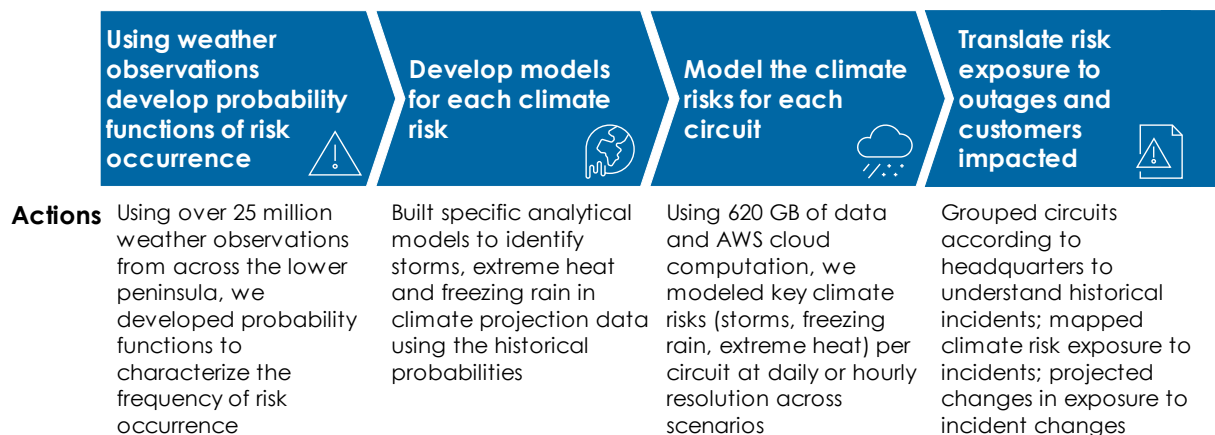 Using weather
observations
develop probability
functions of risk
occurrence
Develop models
for each climate
risk
Model the climate
risks for each
circuit
Translate risk
exposure to
outages and
customers
impacted
Actions
Using over 25 million
weather observations
from across the lower
peninsula, we
developed probability
functions to
characterize the
frequency of risk
occurrence
Built specific analytical
models to identify
storms, extreme heat
and freezing rain in
climate projection data
using the historical
probabilities
Using 620 GB of data
and AWS cloud
computation, we
modeled key climate
risks (storms, freezing
rain, extreme heat) per
circuit at daily or hourly
resolution across
scenarios
Grouped circuits
according to
headquarters to
understand historical
incidents; mapped
climate risk exposure to
incidents; projected
changes in exposure to
incident changes